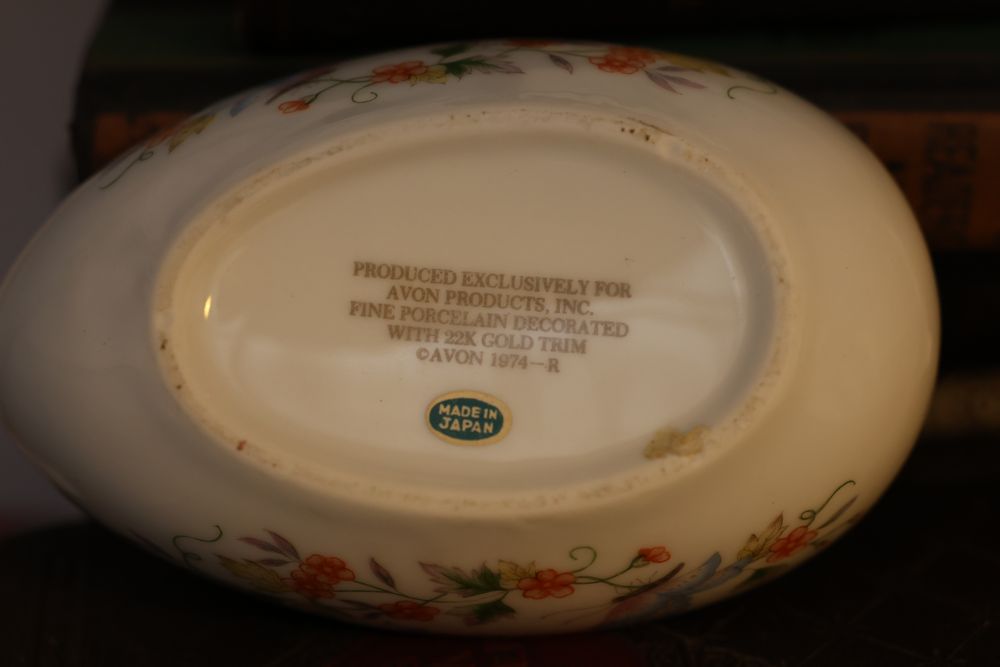 PRODUCED EXCLUSIVELY FOR
AVON PRODUCTS, INC.
FINE PORCELAIN DECORATED
WITH 22K GOLD TRIM
©AVON 1974—R
MADE IN
JAPAN